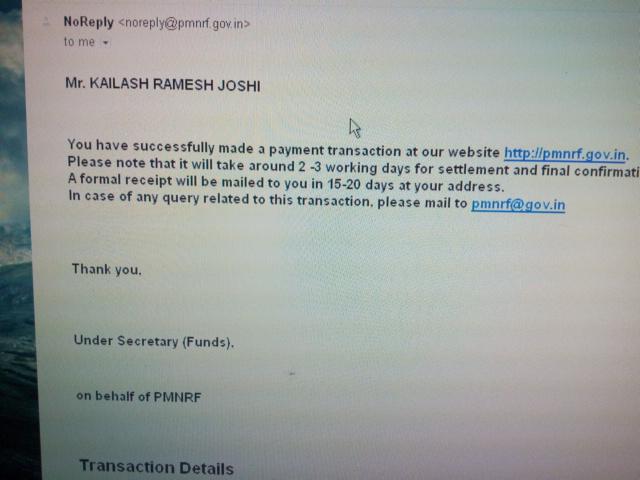 NoReply <noreply@pmnrf.gov.in>
to me
Mr. KAILASH RAMESH JOSHI
You have successfully made a payment transaction at our website http://pmnrf.gov.in.
Please note that it will take around 2 -3 working days for settlement and final confirmati
A formal receipt will be mailed to you in 15-20 days at your address.
In case of any query related to this transaction, please mail to pmnrf@gov.in
Thank you,
Under Secretary (Funds).
on behalf of PMNRF
Transaction Details